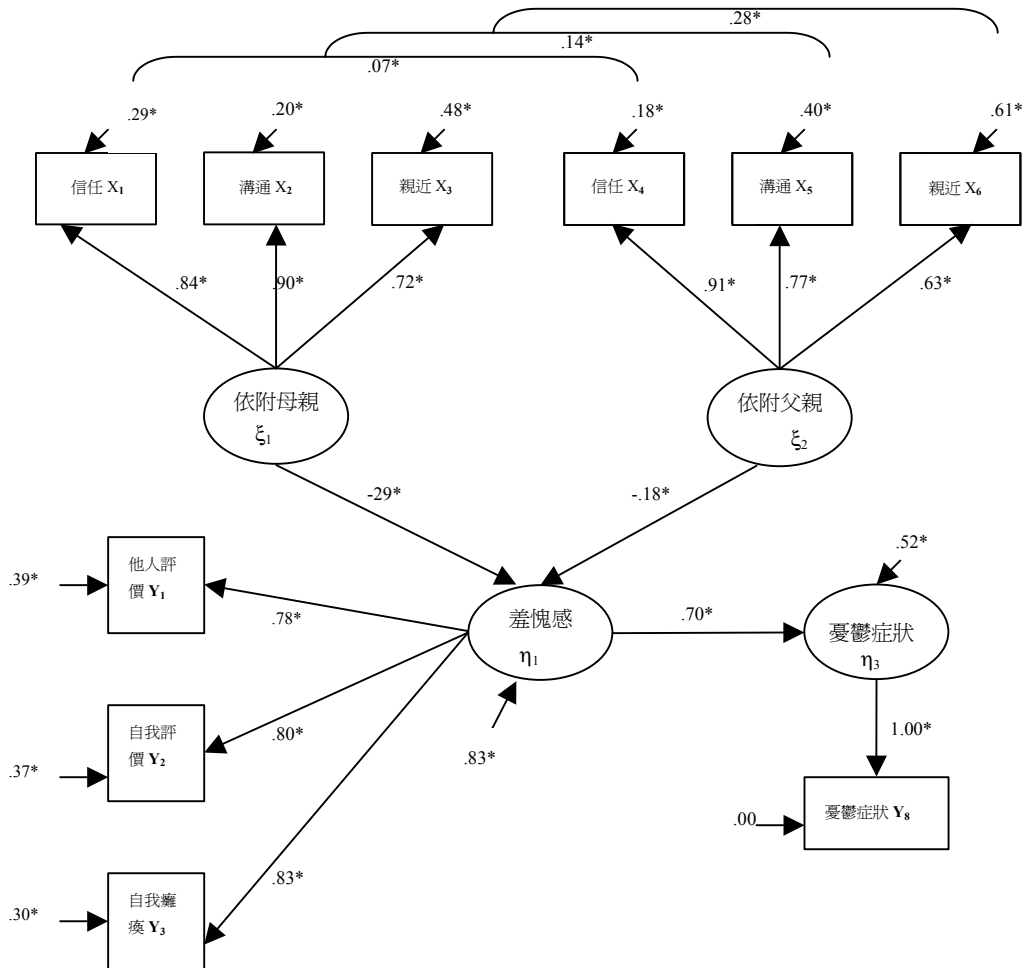 .28*
.14*
.07*
.29*
.20*
.48*
.18*
.40*
.61*
信任 X1
溝通 X2
親近 X3
信任 X4
溝通 X5
親近 X6
.84*
.90*
.72*
.91*
.77*
.63*
依附母親
ξ1
依附父親
ξ2
-29*
-.18*
他人評
價 Y1
.39*
.78*
羞愧感
η1
.70*
.52*
憂鬱症狀
η3
自我評
價 Y2
.37*
.80*
.83*
1.00*
憂鬱症狀 Y8
.00
自我癱
瘓 Y3
.30*
.83*